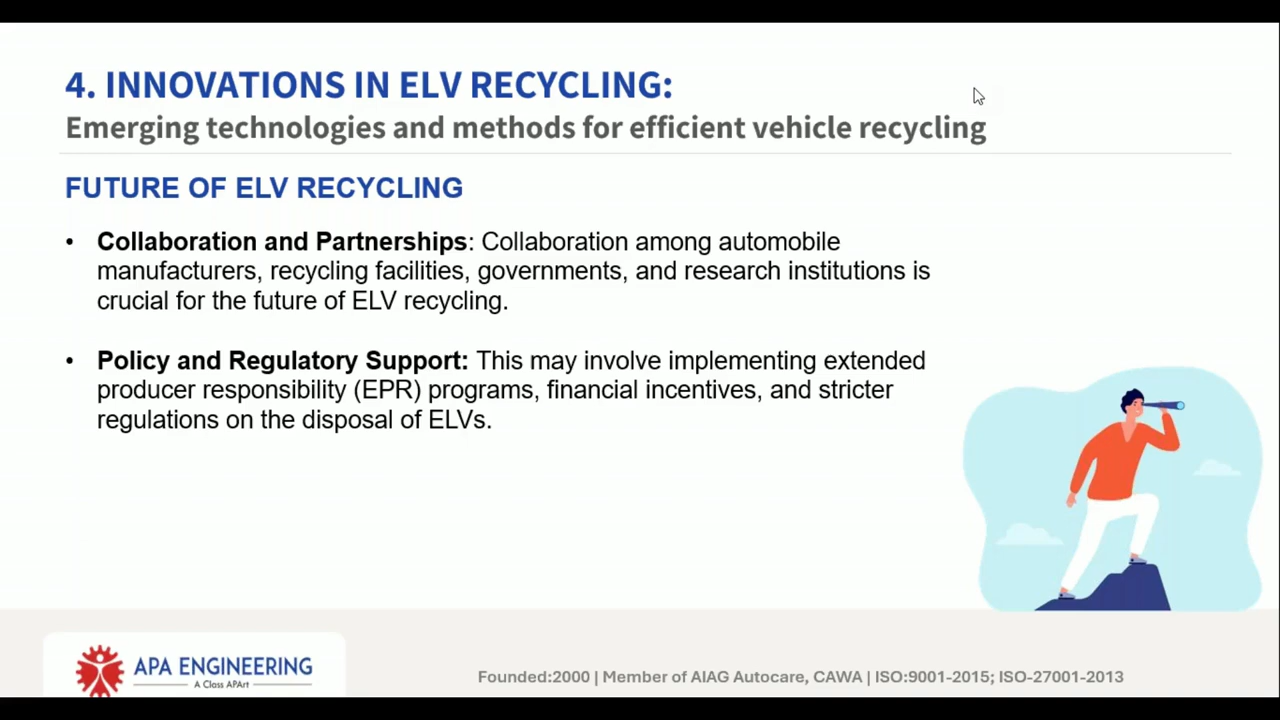 4. INNOVATIONS IN ELV RECYCLING:
Emerging technologies and methods for efficient vehicle recycling
FUTURE OF ELV RECYCLING
• Collaboration and Partnerships: Collaboration among automobile
manufacturers, recycling facilities, governments, and research institutions is
crucial for the future of ELV recycling.
• Policy and Regulatory Support: This may involve implementing extended
producer responsibility (EPR) programs, financial incentives, and stricter
regulations on the disposal of ELVs.
APA ENGINEERING
A Class APArt
Founded:2000 | Member of AIAG Autocare, CAWA | ISO:9001-2015; ISO-27001-2013